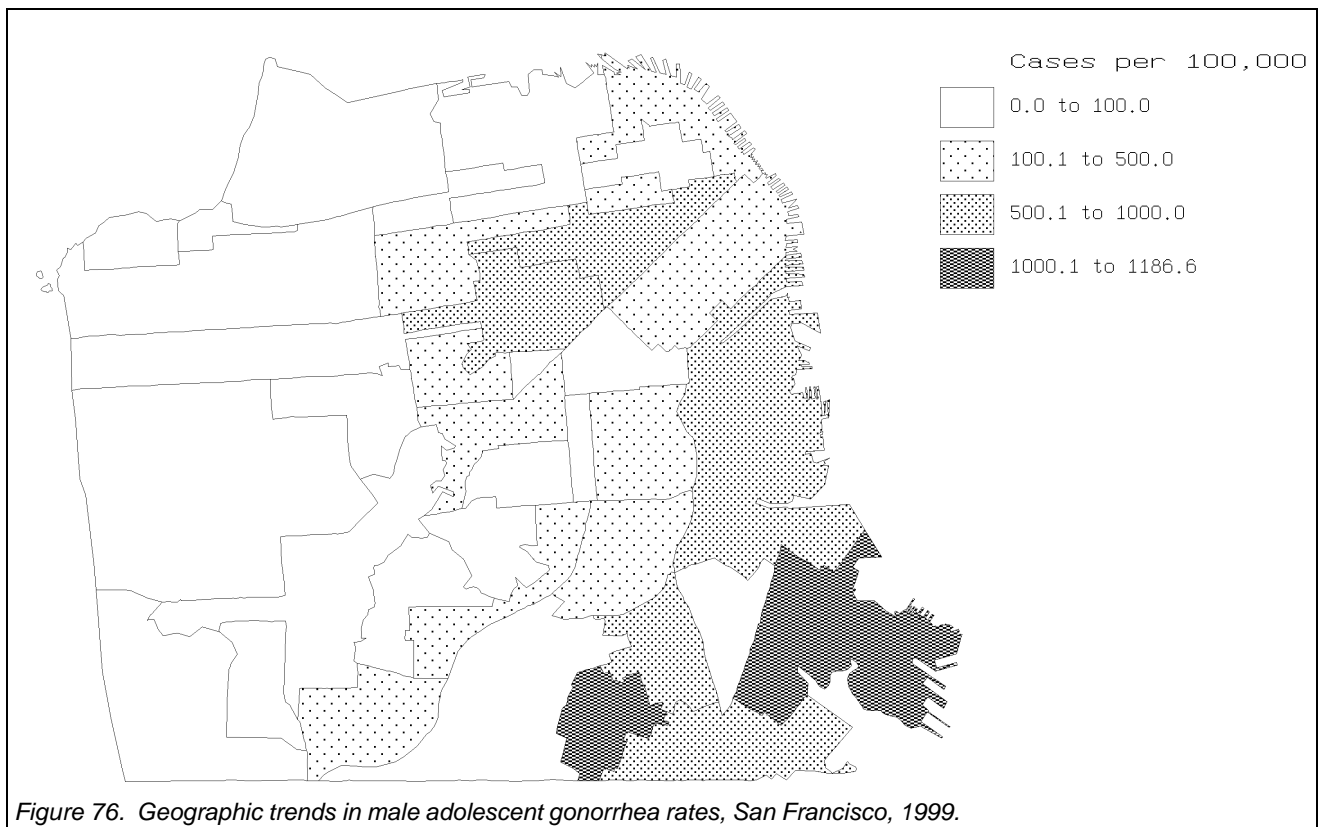 Cases per 100,000
0.0 to 100.0
100.1 to 500.0
500.1 to 1000.0
1000.1 to 1186.6
Figure 76. Geographic trends in male adolescent gonorrhea rates, San Francisco, 1999.